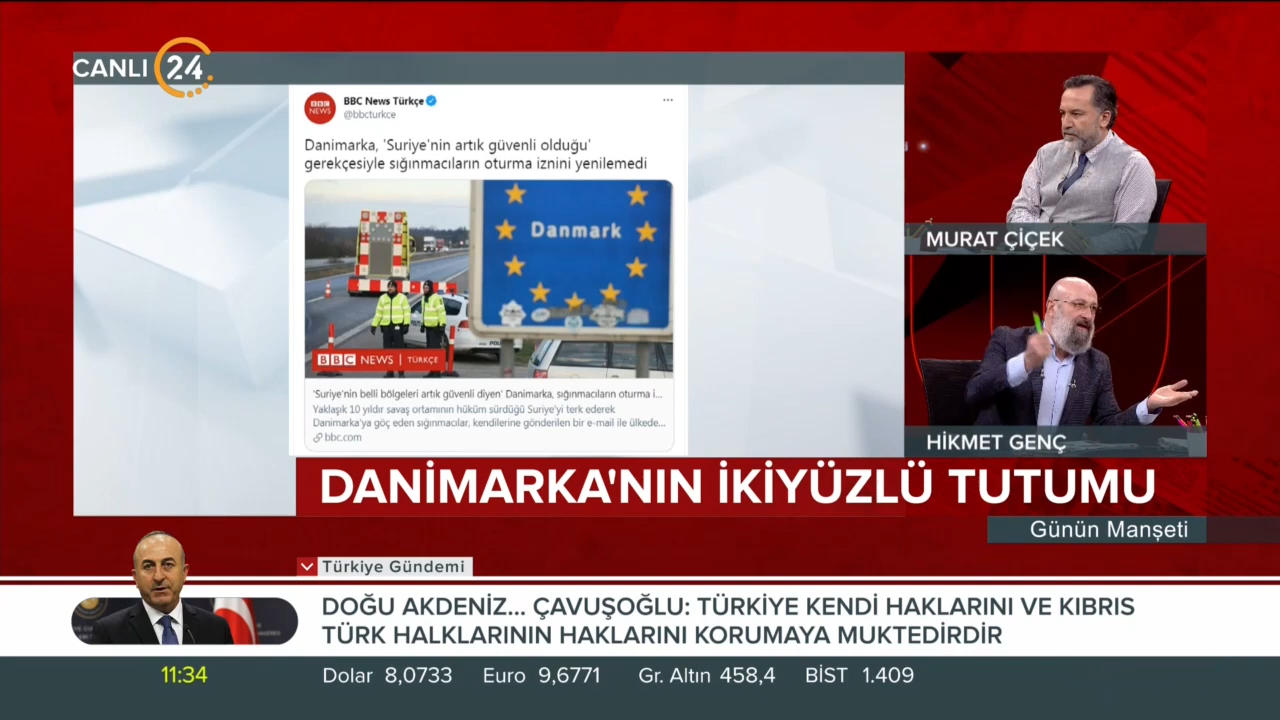 CANLI 24
BBC NEWS
BBC News Türkçe
@bbcturkce
Danimarka, 'Suriye'nin artık güvenli olduğu'
gerekçesiyle sığınmacıların oturma iznini yenilemedi
Danmark
BBC NEWS | TÜRKÇE
'Suriye'nin belli bölgeleri artık güvenli diyen' Danimarka, sığınmacıların oturma i...
Yaklaşık 10 yıldır savaş ortamının hüküm sürdüğü Suriye'yi terk ederek
Danimarka'ya göç eden sığınmacılar, kendilerine gönderilen bir e-mail ile ülkede...
bbc.com
MURAT ÇİÇEK
HİKMET GENÇ
DANİMARKA'NIN İKİYÜZLÜ TUTUMU
Günün Manşeti
Türkiye Gündemi
DOĞU AKDENİZ... ÇAVUŞOĞLU: TÜRKİYE KENDİ HAKLARINI VE KIBRIS
TÜRK HALKLARININ HAKLARINI KORUMAYA MUKTEDİRDİR
11:34 Dolar 8,0733 Euro 9,6771 Gr. Altın 458,4 BİST 1.409